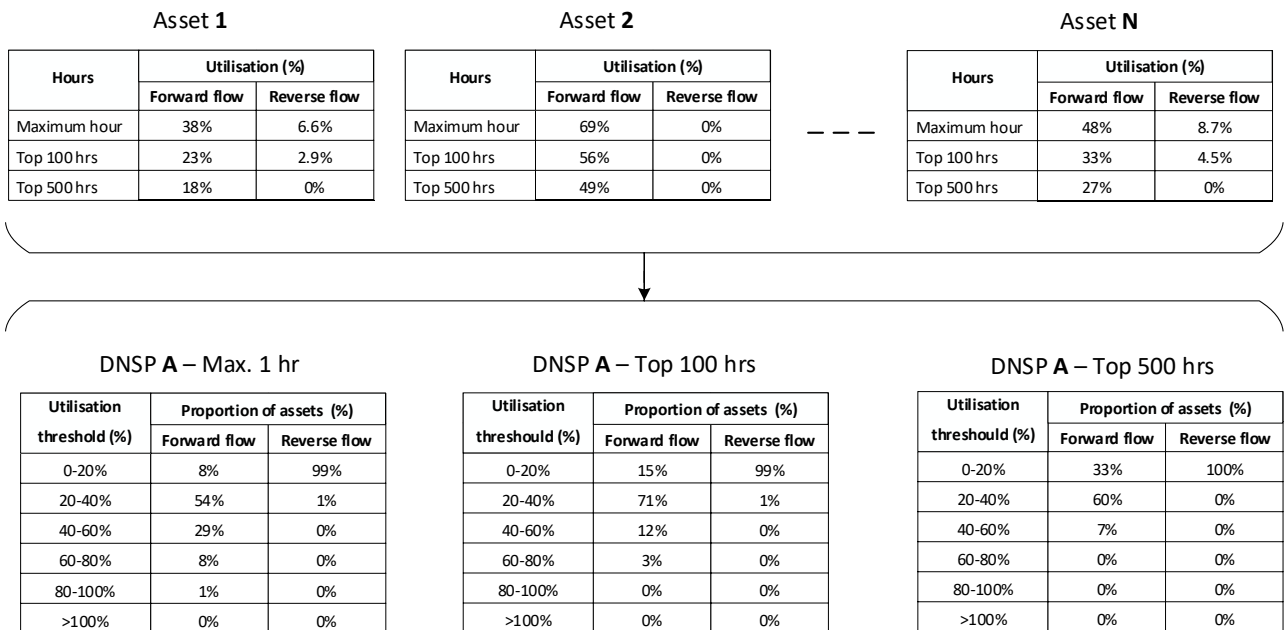 Asset 1
Hours Utilisation (%)
Forward flow Reverse flow
Maximum hour 38% 6.6%
Top 100 hrs 23% 2.9%
Top 500 hrs 18% 0%
Asset 2
Hours Utilisation (%)
Forward flow Reverse flow
Maximum hour 69% 0%
Top 100 hrs 56% 0%
Top 500 hrs 49% 0%
Asset N
Hours Utilisation (%)
Forward flow Reverse flow
Maximum hour 48% 8.7%
Top 100 hrs 33% 4.5%
Top 500 hrs 27% 0%
DNSP A – Max. 1 hr
Utilisation Proportion of assets (%)
threshold (%) Forward flow Reverse flow
0-20% 8% 99%
20-40% 54% 1%
40-60% 29% 0%
60-80% 8% 0%
80-100% 1% 0%
>100% 0% 0%
DNSP A – Top 100 hrs
Utilisation Proportion of assets (%)
threshould (%) Forward flow Reverse flow
0-20% 15% 99%
20-40% 71% 1%
40-60% 12% 0%
60-80% 3% 0%
80-100% 0% 0%
>100% 0% 0%
DNSP A – Top 500 hrs
Utilisation Proportion of assets (%)
threshould (%) Forward flow Reverse flow
0-20% 33% 100%
20-40% 60% 0%
40-60% 7% 0%
60-80% 0% 0%
80-100% 0% 0%
>100% 0% 0%